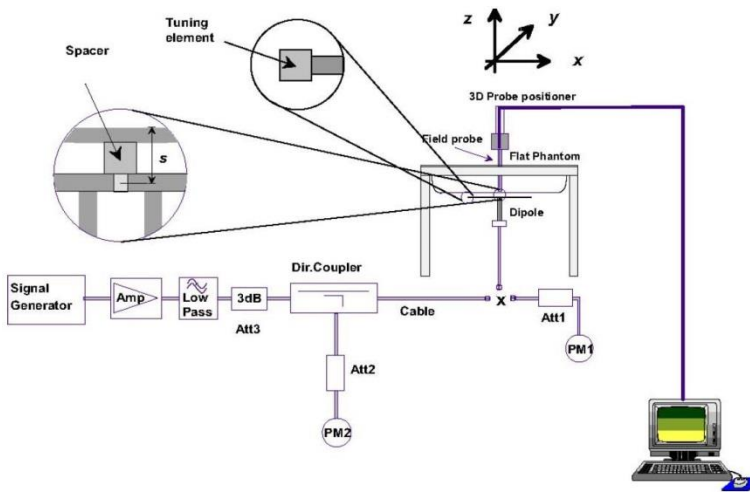 Tuning
element
Spacer
s
z
y
x
3D Probe positioner
Field probe
Flat Phantom
Dipole
Signal
Generator
Amp
Low
Pass
3dB
Att3
Dir.Coupler
Cable
x
Att1
PM1
Att2
PM2